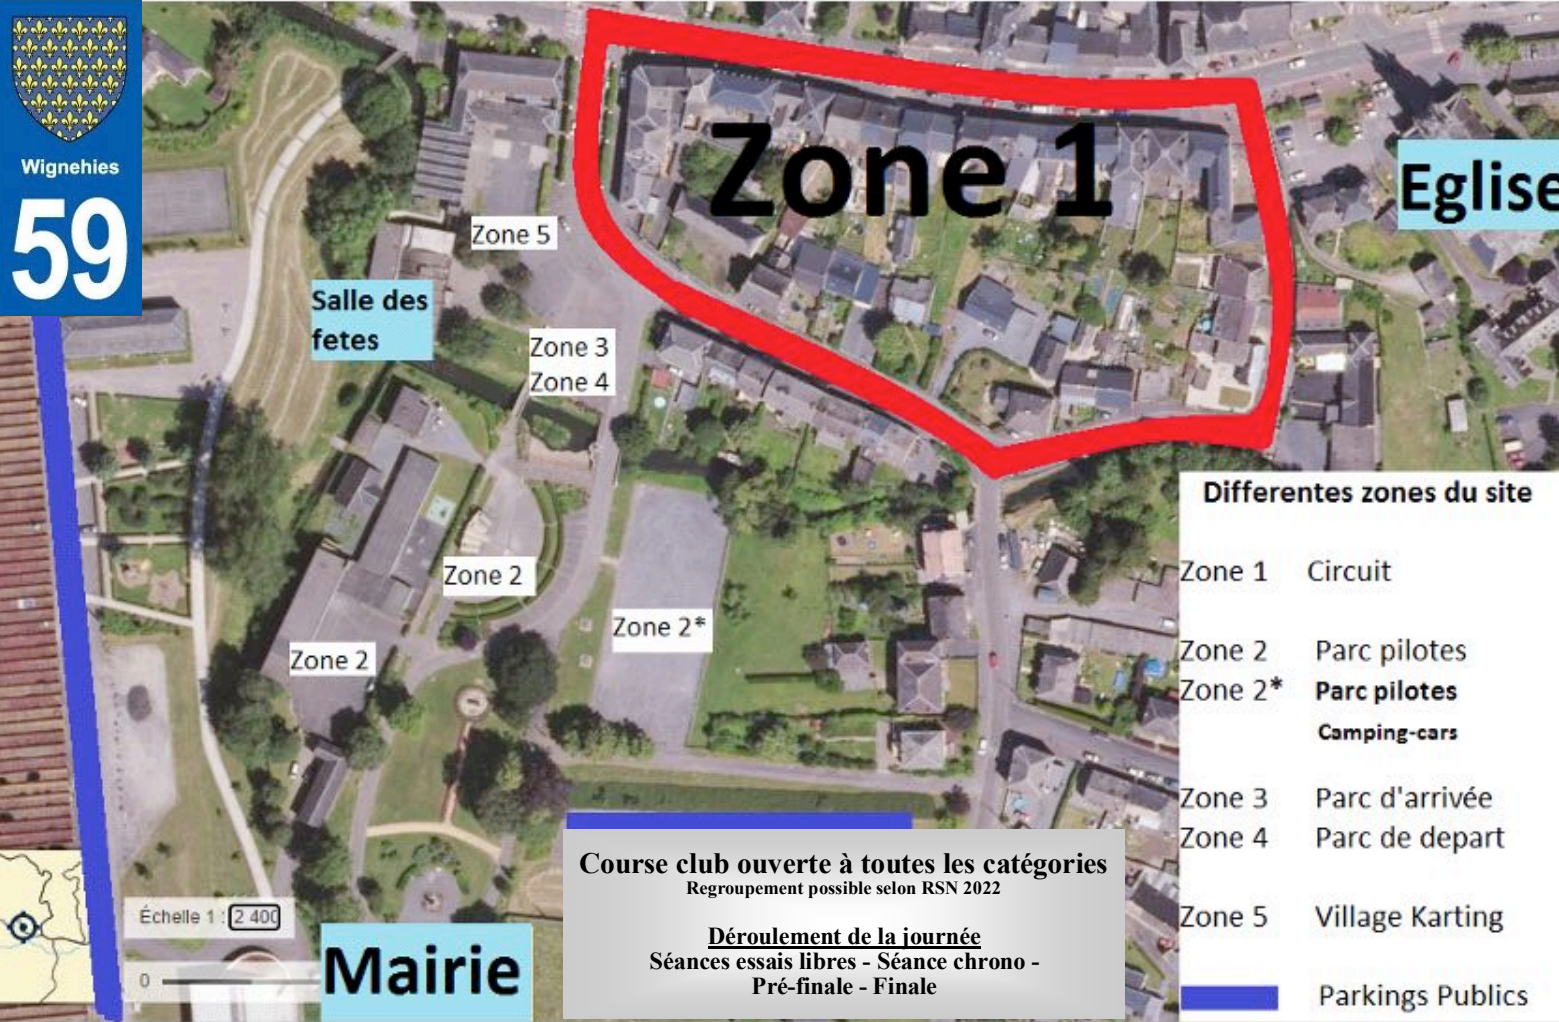 Wignehies
59
Zone 1
Eglise
Zone 5
Salle des
fetes
Zone 3
Zone 4
Zone 2
Zone 2*
Zone 2
Differentes zones du site
Zone 1 Circuit
Zone 2 Parc pilotes
Zone 2* Parc pilotes
Camping-cars
Zone 3 Parc d'arrivée
Zone 4 Parc de depart
Zone 5 Village Karting
Parkings Publics
Course club ouverte à toutes les catégories
Regroupement possible selon RSN 2022
Déroulement de la journée
Séances essais libres - Séance chrono -
Pré-finale - Finale
Échelle 1 : 2 400
0
Mairie